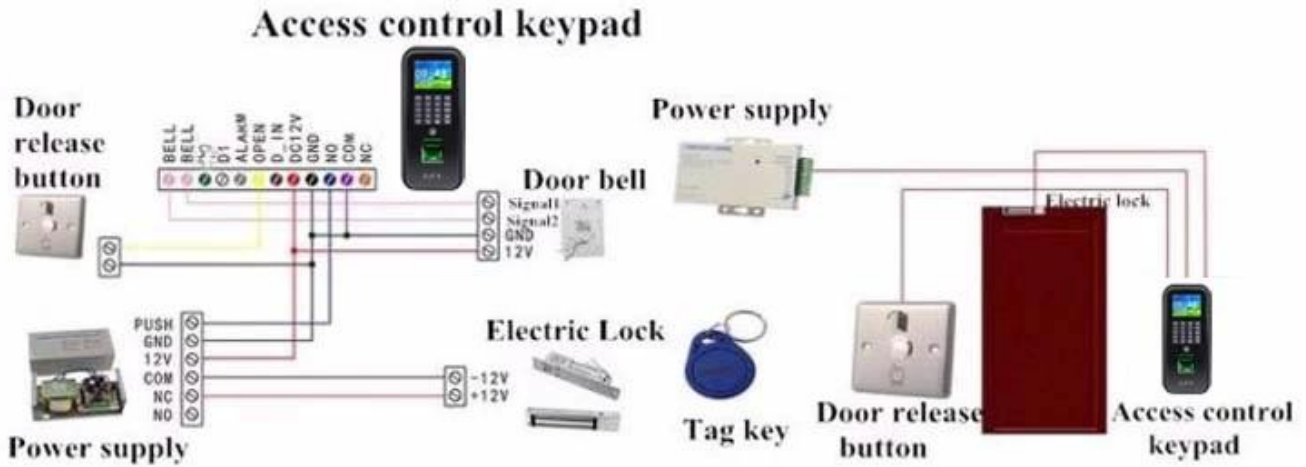 Access control keypad
Door
release
button
BELL
BELL
D1
ALARM
OPEN
D_IN
DC12V
GND
NO
COM
NC
Door bell
Signal1
Signal2
GND
12V
PUSH
GND
12V
COM
NC
NO
Power supply
Electric Lock
-12V
+12V
Power supply
Electric lock
Tag key
Door release
button
Access control
keypad